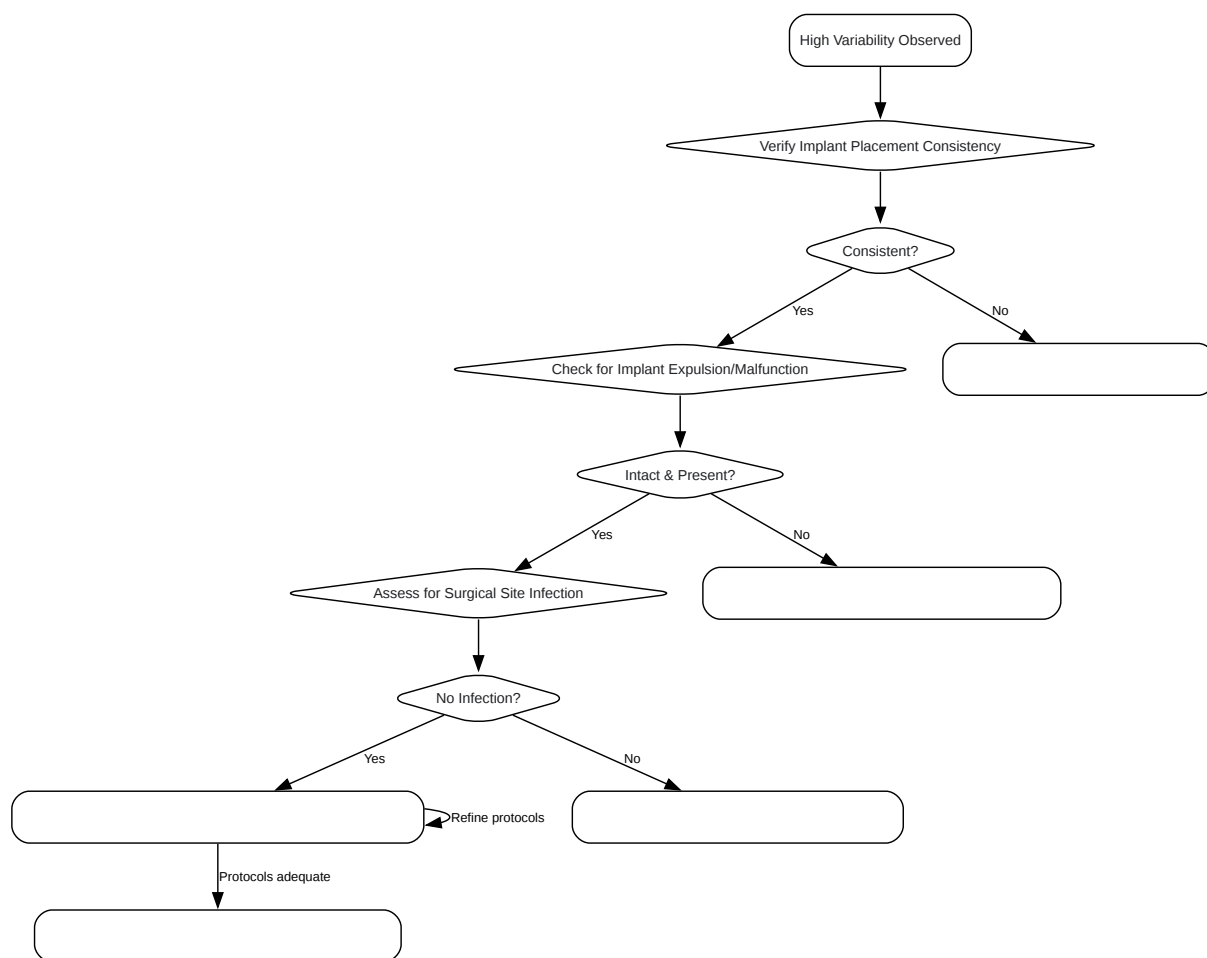 High Variability Observed
Verify Implant Placement Consistency
Consistent?
Yes
No
Check for Implant Expulsion/Malfunction
Intact & Present?
Yes
No
Assess for Surgical Site Infection
No Infection?
Yes
No
Refine protocols
Protocols adequate